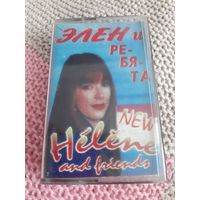 ЭЛЕН и
РЕ-
БЯ-
ТА
NEW
Hélène
and friends